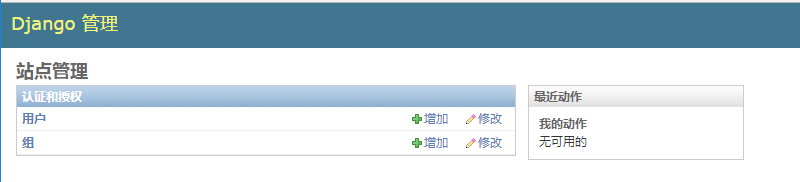 Django 管理
站点管理
认证和授权
用户 增加 修改
组 增加 修改
最近动作
我的动作
无可用的